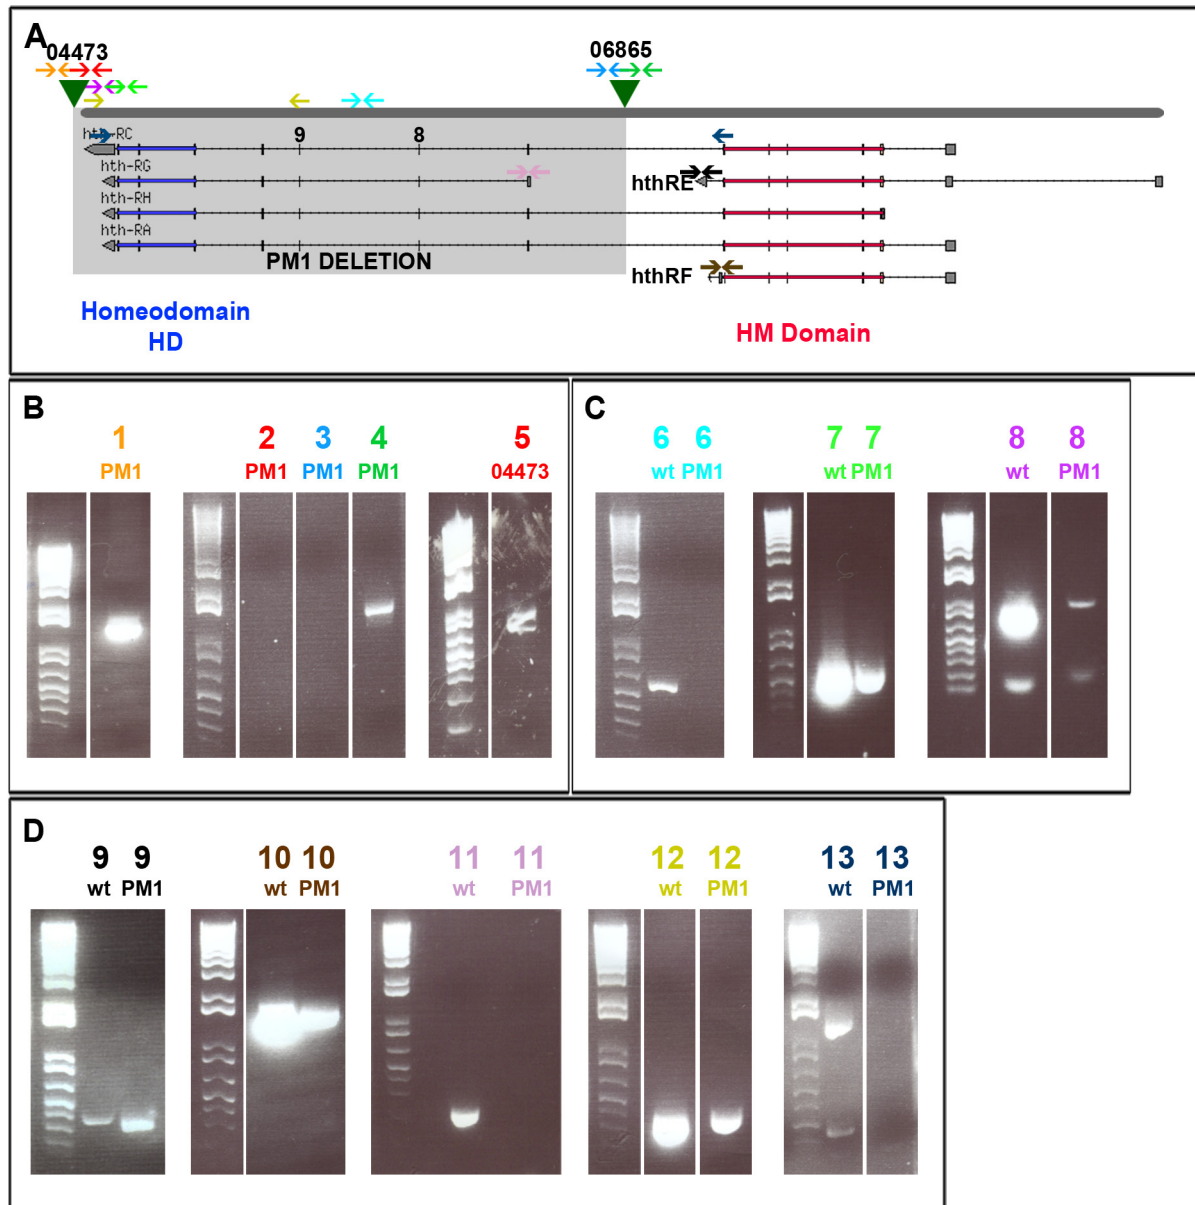 A
04473
06865
hth-RC
9
8
hth-RG
hthRE
hth-RH
hth-RA
PM1 DELETION
hthRF
Homeodomain
HD
HM Domain
B
1
2
3
4
5
PM1
PM1
PM1
PM1
04473
C
6 6
7 7
8 8
wt PM1
wt PM1
wt PM1
D
9 9
10 10
11 11
12 12
13 13
wt PM1
wt PM1
wt PM1
wt PM1
wt PM1